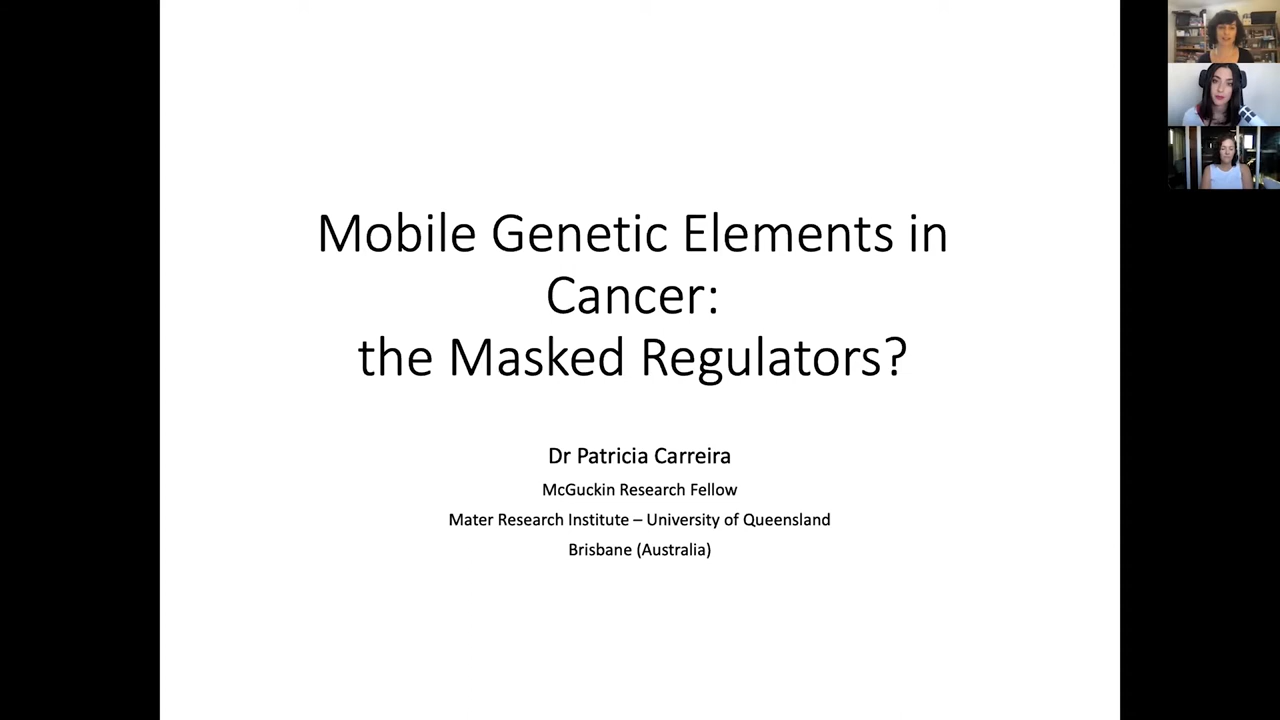 Mobile Genetic Elements in
Cancer:
the Masked Regulators?
Dr Patricia Carreira
McGuckin Research Fellow
Mater Research Institute – University of Queensland
Brisbane (Australia)